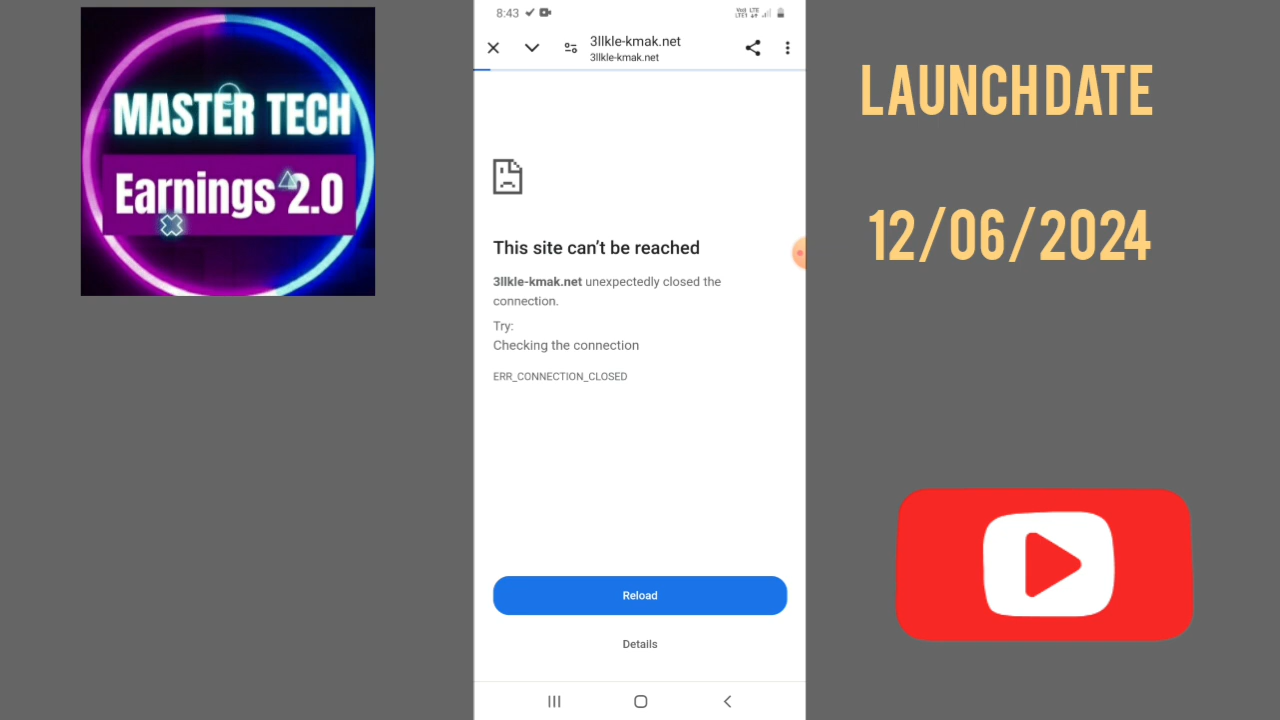 MASTER TECH
Earnings 2.0
8:43
3llkle-kmak.net
3llkle-kmak.net
This site can't be reached
3llkle-kmak.net unexpectedly closed the
connection.
Try:
Checking the connection
ERR_CONNECTION_CLOSED
Reload
Details
LAUNCH DATE
12/06/2024